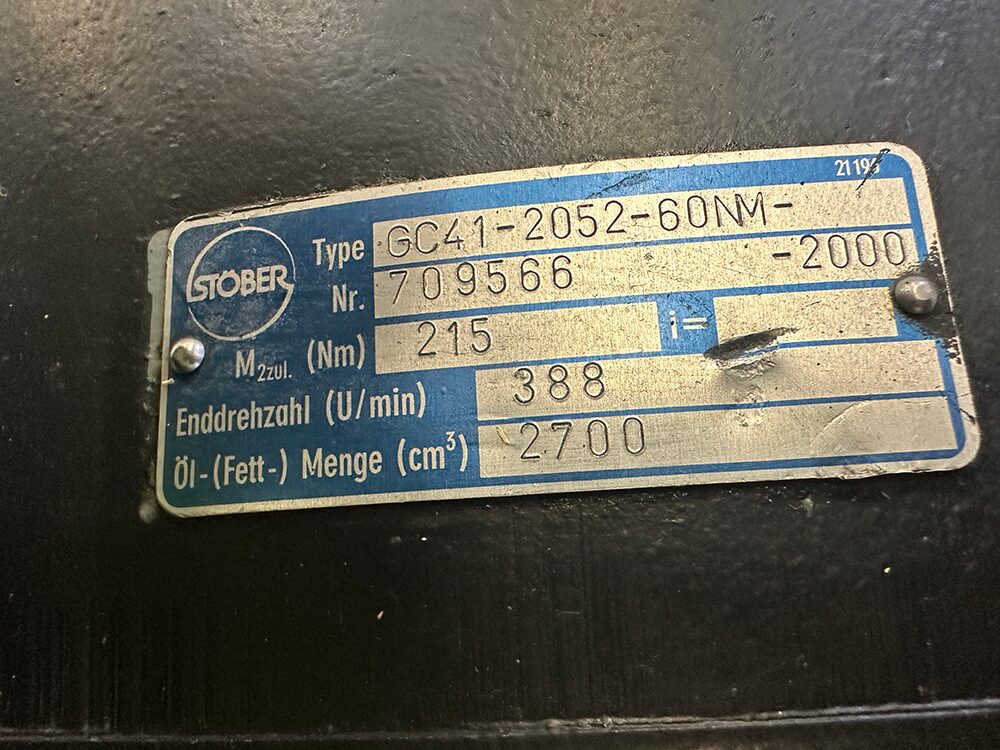 STÖBER
Type GC41-2052-60NM-
-2000
Nr. 709566
M2zul. (Nm) 215 i=
Enddrehzahl (U/min) 388
Öl-(Fett-) Menge (cm³) 2700